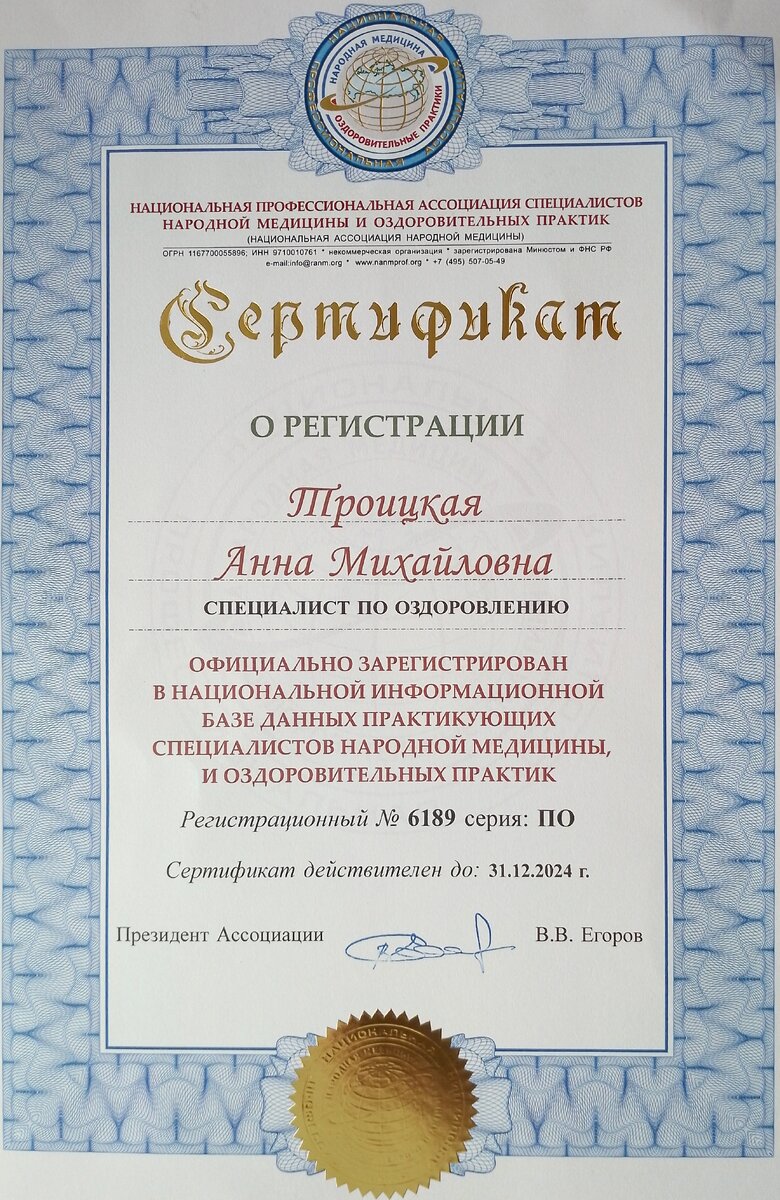 НАЦИОНАЛЬНАЯ
ПРОФЕССИОНАЛЬНАЯ АССОЦИАЦИЯ
НАРОДНАЯ МЕДИЦИНА
ОЗДОРОВИТЕЛЬНЫЕ ПРАКТИКИ
НАЦИОНАЛЬНАЯ ПРОФЕССИОНАЛЬНАЯ АССОЦИАЦИЯ СПЕЦИАЛИСТОВ
НАРОДНОЙ МЕДИЦИНЫ И ОЗДОРОВИТЕЛЬНЫХ ПРАКТИК
(НАЦИОНАЛЬНАЯ АССОЦИАЦИЯ НАРОДНОЙ МЕДИЦИНЫ)
ОГРН 1167700055896; ИНН 9710010761 * некоммерческая организация * зарегистрирована Минюстом и ФНС РФ
e-mail:info@ranm.org * www.nanmprof.org * +7 (495) 507-05-49
Сертификат
О РЕГИСТРАЦИИ
Троицкая
Анна Михайловна
СПЕЦИАЛИСТ ПО ОЗДОРОВЛЕНИЮ
ОФИЦИАЛЬНО ЗАРЕГИСТРИРОВАН
В НАЦИОНАЛЬНОЙ ИНФОРМАЦИОННОЙ
БАЗЕ ДАННЫХ ПРАКТИКУЮЩИХ
СПЕЦИАЛИСТОВ НАРОДНОЙ МЕДИЦИНЫ,
И ОЗДОРОВИТЕЛЬНЫХ ПРАКТИК
Регистрационный № 6189 серия: ПО
Сертификат действителен до: 31.12.2024 г.
Президент Ассоциации В.В. Егоров